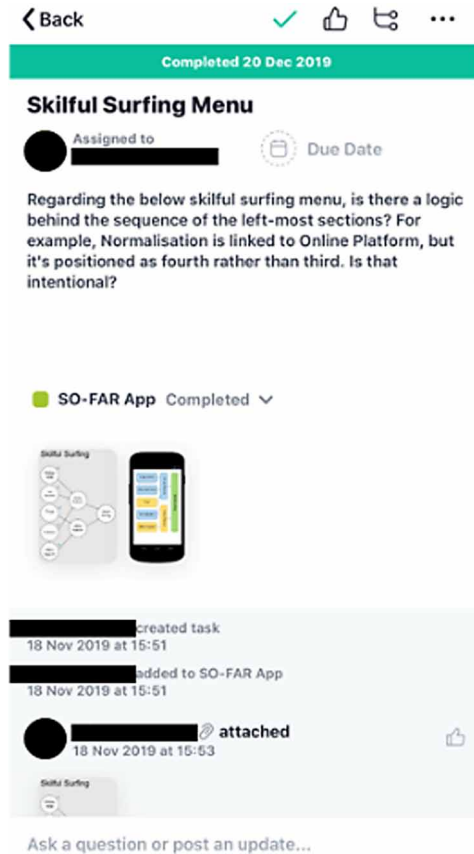 Back
Completed 20 Dec 2019
Skilful Surfing Menu
Assigned to
Due Date
Regarding the below skilful surfing menu, is there a logic
behind the sequence of the left-most sections? For
example, Normalisation is linked to Online Platform, but
it's positioned as fourth rather than third. Is that
intentional?
SO-FAR App Completed
Skilful Surfing
created task
18 Nov 2019 at 15:51
added to SO-FAR App
18 Nov 2019 at 15:51
attached
18 Nov 2019 at 15:53
Skilful Surfing
Ask a question or post an update...